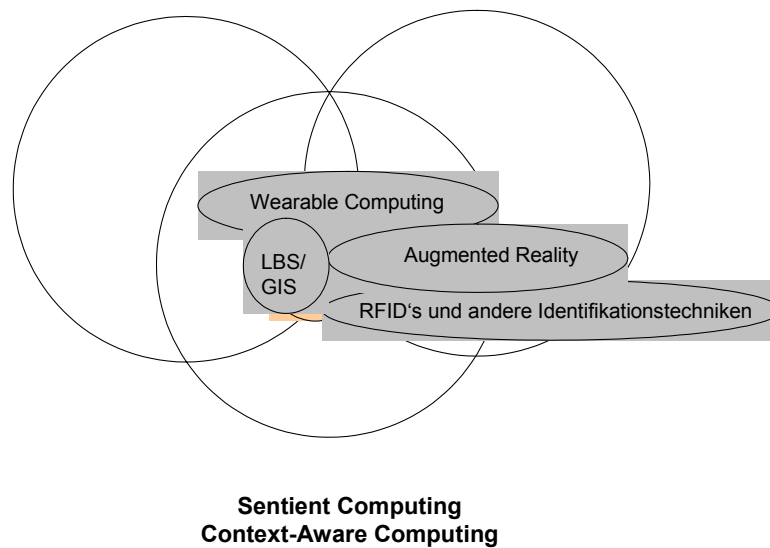 Wearable Computing
LBS/
GIS
Augmented Reality
RFID‘s und andere Identifikationstechniken
Sentient Computing
Context-Aware Computing